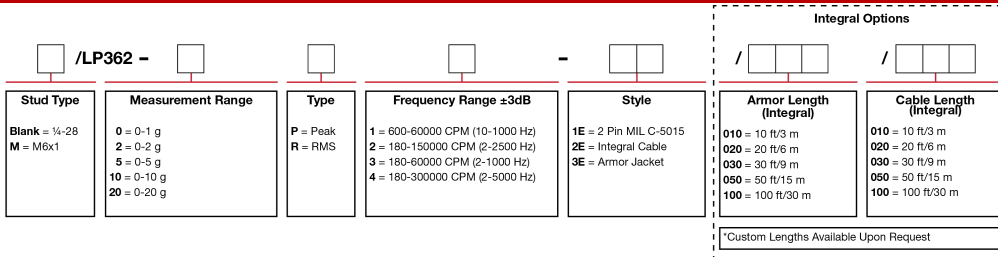 Integral Options
/LP362 – – / /
Stud Type
Blank = ¼-28
M = M6x1
Measurement Range
0 = 0-1 g
2 = 0-2 g
5 = 0-5 g
10 = 0-10 g
20 = 0-20 g
Type
P = Peak
R = RMS
Frequency Range ±3dB
1 = 600-60000 CPM (10-1000 Hz)
2 = 180-150000 CPM (2-2500 Hz)
3 = 180-60000 CPM (2-1000 Hz)
4 = 180-300000 CPM (2-5000 Hz)
Style
1E = 2 Pin MIL C-5015
2E = Integral Cable
3E = Armor Jacket
Armor Length
(Integral)
010 = 10 ft/3 m
020 = 20 ft/6 m
030 = 30 ft/9 m
050 = 50 ft/15 m
100 = 100 ft/30 m
Cable Length
(Integral)
010 = 10 ft/3 m
020 = 20 ft/6 m
030 = 30 ft/9 m
050 = 50 ft/15 m
100 = 100 ft/30 m
*Custom Lengths Available Upon Request